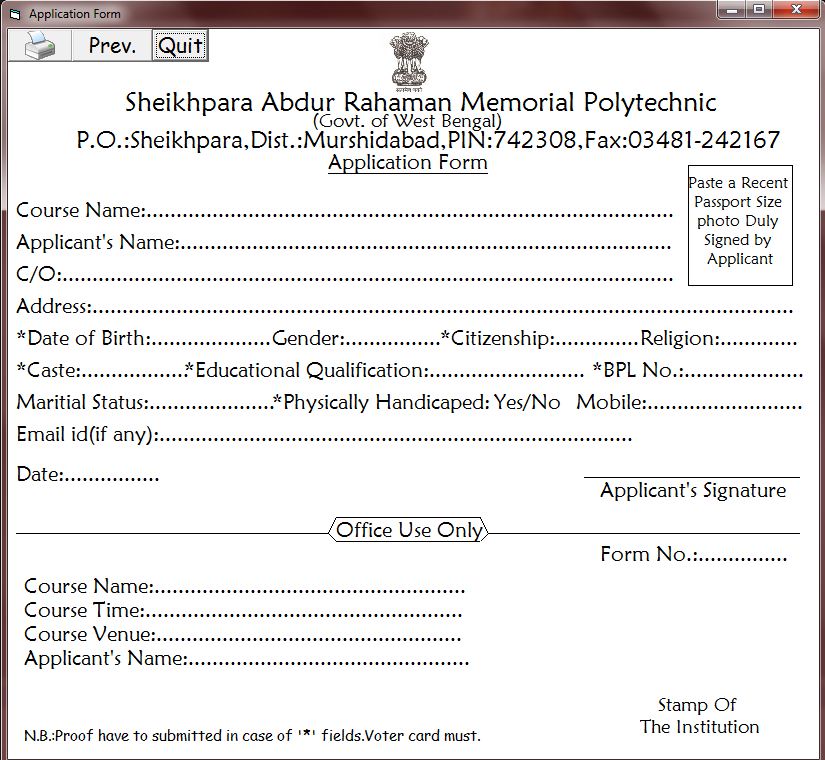 Application Form
Prev. Quit
Sheikhpara Abdur Rahaman Memorial Polytechnic
(Govt. of West Bengal)
P.O.:Sheikhpara,Dist.:Murshidabad,PIN:742308,Fax:03481-242167
Application Form
Paste a Recent
Passport Size
photo Duly
Signed by
Applicant
Course Name:........................................................................................
Applicant's Name:..................................................................................
C/O:......................................................................................................
Address:.....................................................................................................................
*Date of Birth:....................Gender:................*Citizenship:..............Religion:.............
*Caste:..................*Educational Qualification:.......................... *BPL No.:....................
Maritial Status:.....................*Physically Handicaped: Yes/No Mobile:..........................
Email id(if any):...............................................................................
Date:................
Applicant's Signature
Office Use Only
Form No.:...............
Course Name:....................................................
Course Time:.....................................................
Course Venue:...................................................
Applicant's Name:...............................................
Stamp Of
The Institution
N.B.:Proof have to submitted in case of '*' fields.Voter card must.